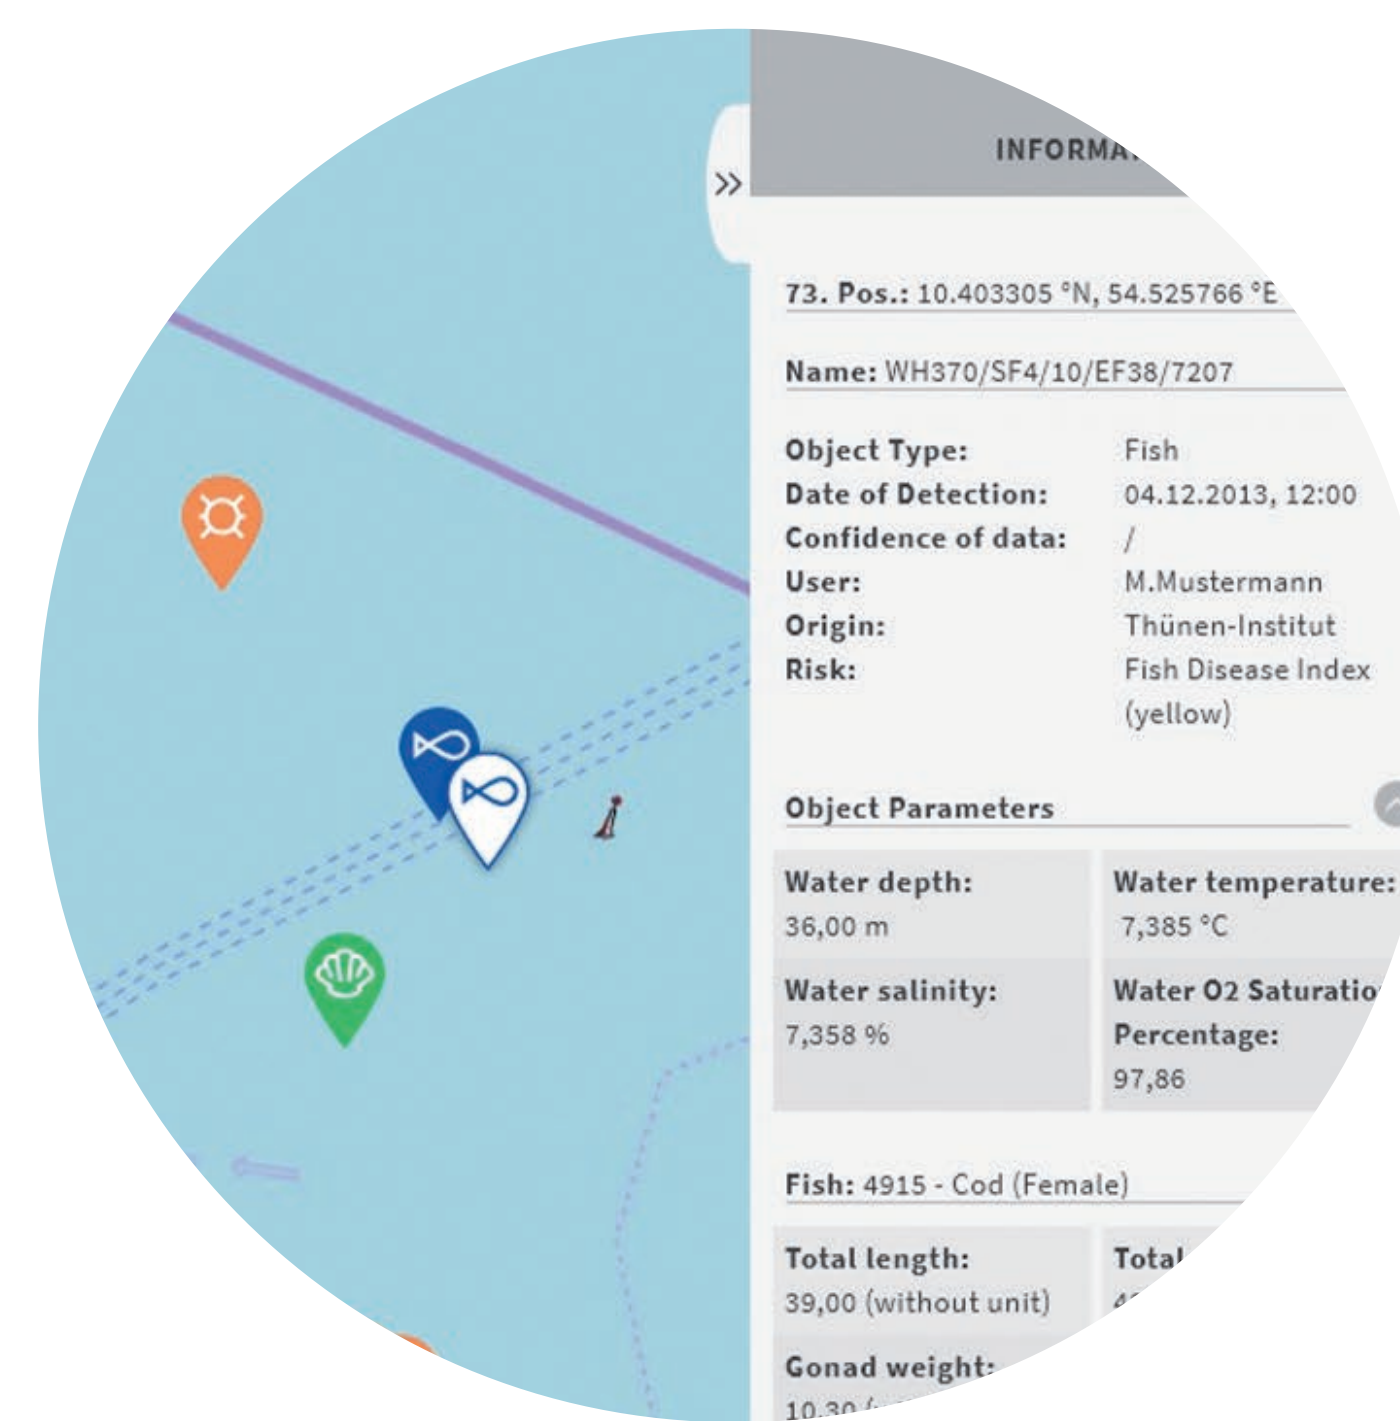 »
73. Pos.: 10.403305 °N, 54.525766 °E
Name: WH370/SF4/10/EF38/7207
Object Type: Fish
Date of Detection: 04.12.2013, 12:00
Confidence of data: /
User: M.Mustermann
Origin: Thünen-Institut
Risk: Fish Disease Index
(yellow)
Object Parameters
Water depth: Water temperature:
36,00 m 7,385 °C
Water salinity: Water O2
7,358 % Percentage:
97,86
Fish: 4915 - Cod (Female)
Total length: Total
39,00 (without unit)
Gonad weight:
10,30